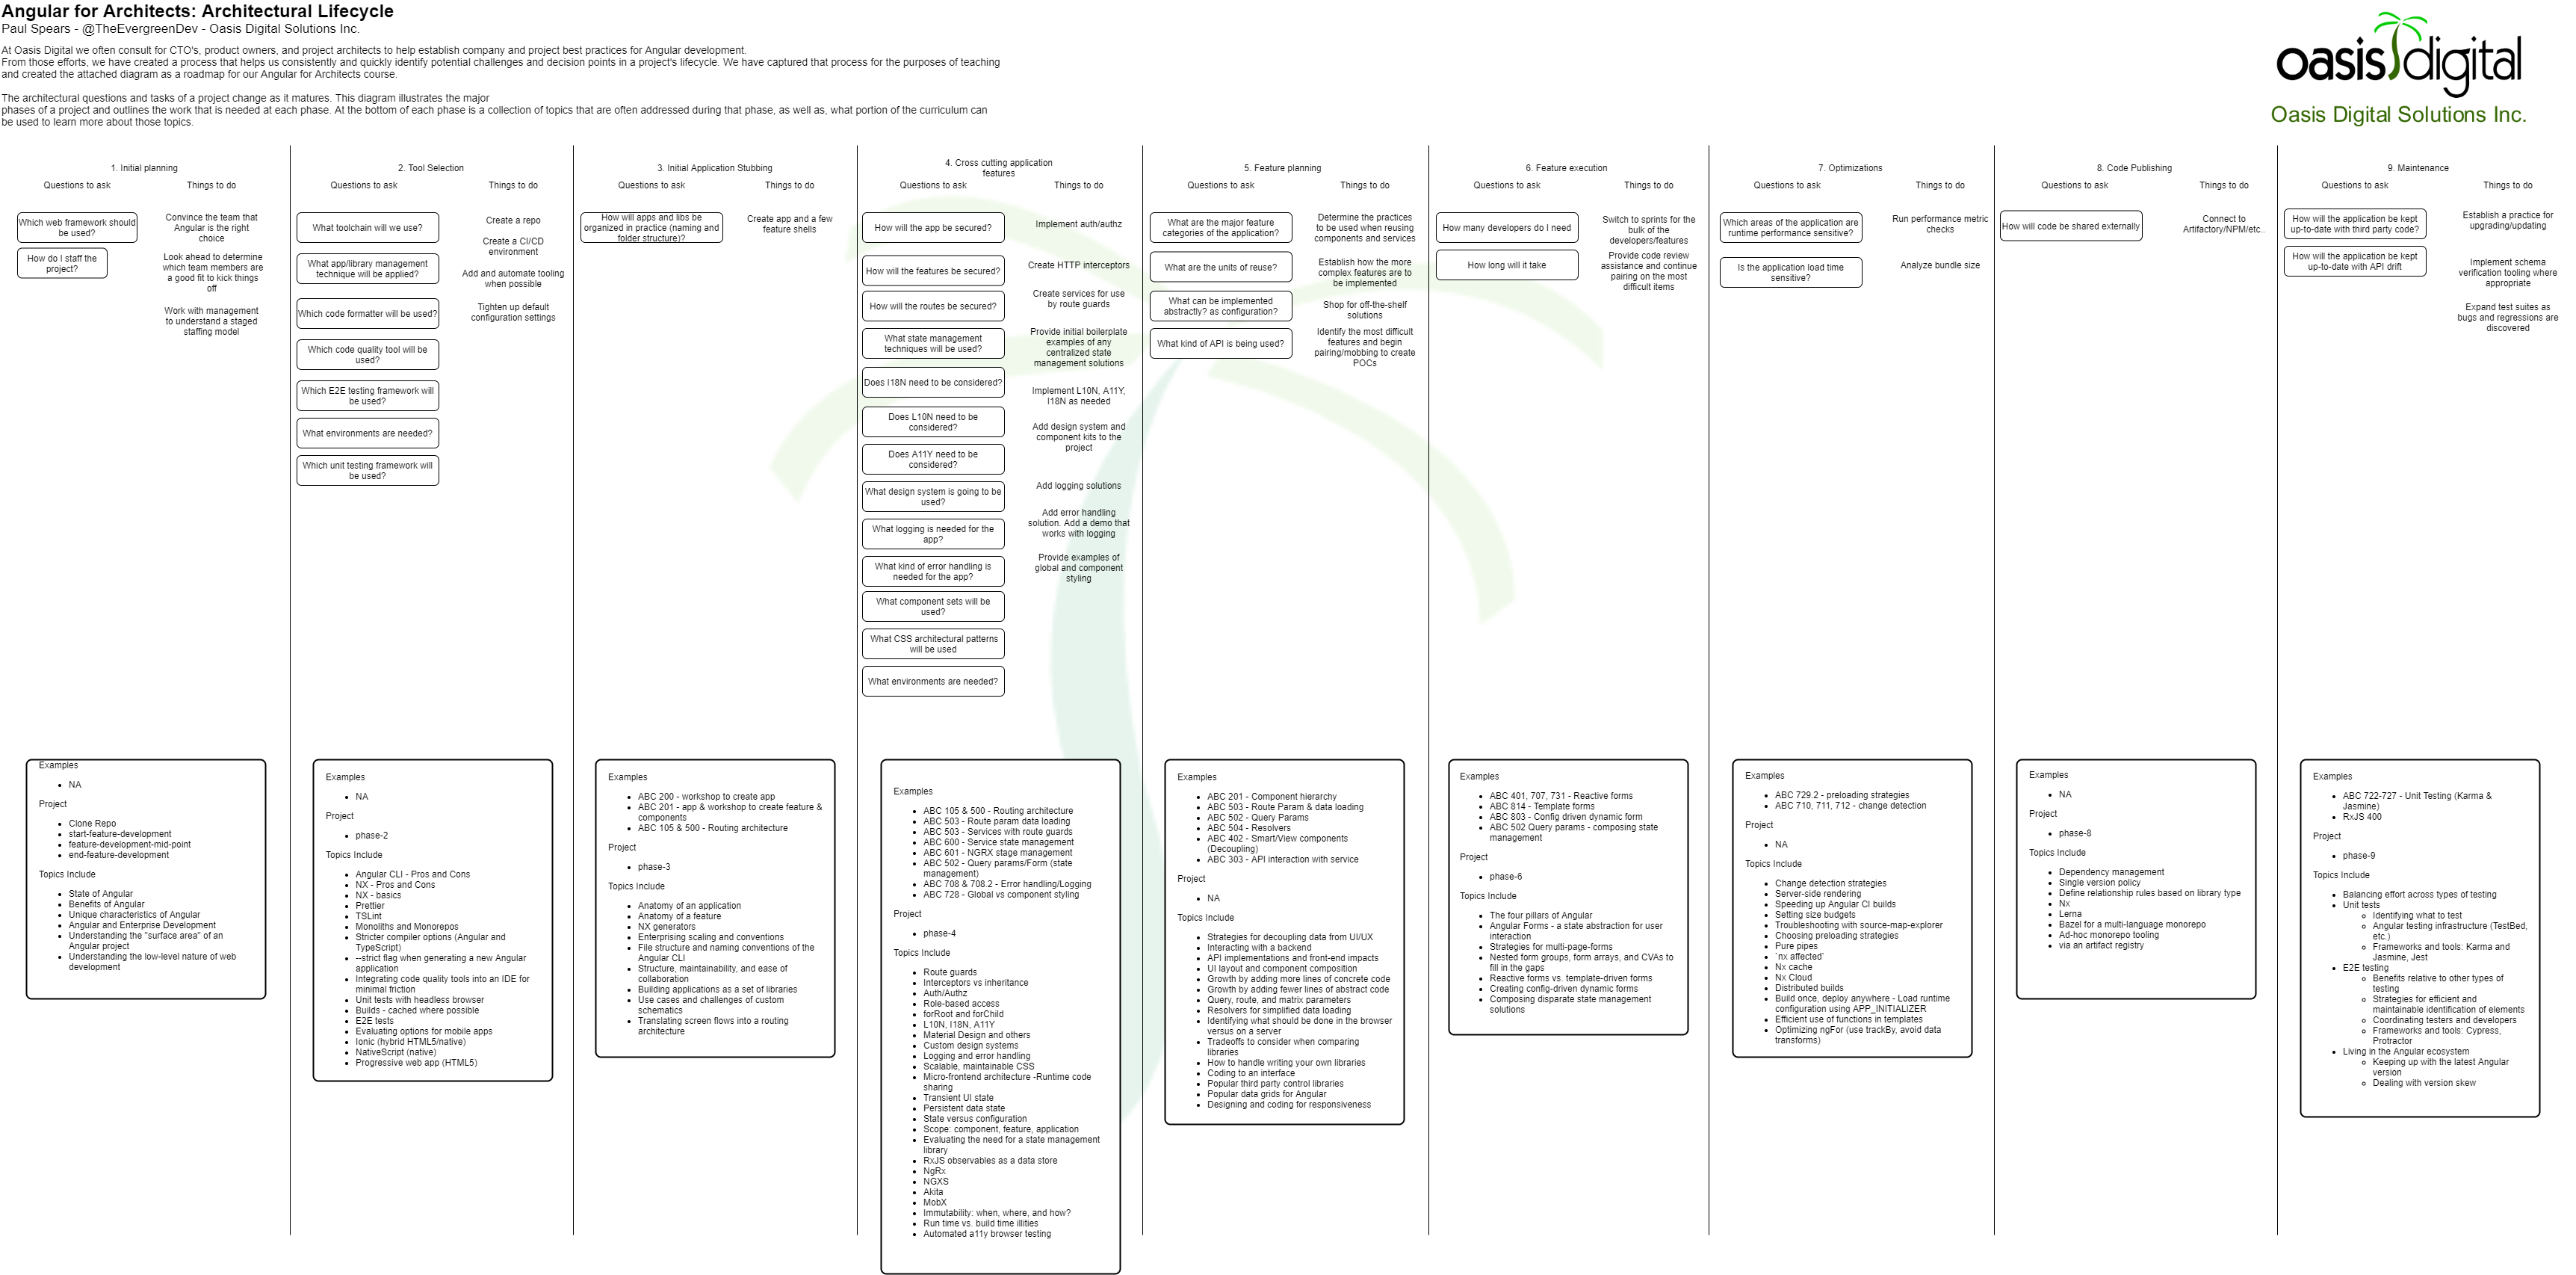 Angular for Architects: Architectural Lifecycle
Paul Spears - @TheEvergreenDev - Oasis Digital Solutions Inc.
At Oasis Digital we often consult for CTO's, product owners, and project architects to help establish company and project best practices for Angular development.
From those efforts, we have created a process that helps us consistently and quickly identify potential challenges and decision points in a project's lifecycle. We have captured that process for the purposes of teaching
and created the attached diagram as a roadmap for our Angular for Architects course.
The architectural questions and tasks of a project change as it matures. This diagram illustrates the major
phases of a project and outlines the work that is needed at each phase. At the bottom of each phase is a collection of topics that are often addressed during that phase, as well as, what portion of the curriculum can
be used to learn more about those topics.
oasis digital
Oasis Digital Solutions Inc.
1. Initial planning
Questions to ask
Things to do
Which web framework should
be used?
How do I staff the
project?
Convince the team that
Angular is the right
choice
Look ahead to determine
which team members are
a good fit to kick things
off
Work with management
to understand a staged
staffing model
Examples
• NA
Project
• Clone Repo
• start-feature-development
• feature-development-mid-point
• end-feature-development
Topics Include
• State of Angular
• Benefits of Angular
• Unique characteristics of Angular
• Angular and Enterprise Development
• Understanding the "surface area" of an
Angular project
• Understanding the low-level nature of web
development
2. Tool Selection
Questions to ask
Things to do
What toolchain will we use?
What app/library management
technique will be applied?
Which code formatter will be used?
Which code quality tool will be
used?
Which E2E testing framework will
be used?
What environments are needed?
Which unit testing framework will
be used?
Create a repo
Create a CI/CD
environment
Add and automate tooling
when possible
Tighten up default
configuration settings
Examples
• NA
Project
• phase-2
Topics Include
• Angular CLI - Pros and Cons
• NX - Pros and Cons
• NX - basics
• Prettier
• TSLint
• Monoliths and Monorepos
• Stricter compiler options (Angular and
TypeScript)
• --strict flag when generating a new Angular
application
• Integrating code quality tools into an IDE for
minimal friction
• Unit tests with headless browser
• Builds - cached where possible
• E2E tests
• Evaluating options for mobile apps
• Ionic (hybrid HTML5/native)
• NativeScript (native)
• Progressive web app (HTML5)
3. Initial Application Stubbing
Questions to ask
Things to do
How will apps and libs be
organized in practice (naming and
folder structure)?
Create app and a few
feature shells
Examples
• ABC 200 - workshop to create app
• ABC 201 - app & workshop to create feature &
components
• ABC 105 & 500 - Routing architecture
Project
• phase-3
Topics Include
• Anatomy of an application
• Anatomy of a feature
• NX generators
• Enterprising scaling and conventions
• File structure and naming conventions of the
Angular CLI
• Structure, maintainability, and ease of
collaboration
• Building applications as a set of libraries
• Use cases and challenges of custom
schematics
• Translating screen flows into a routing
architecture
4. Cross cutting application
features
Questions to ask
Things to do
How will the app be secured?
How will the features be secured?
How will the routes be secured?
What state management
techniques will be used?
Does I18N need to be considered?
Does L10N need to be
considered?
Does A11Y need to be
considered?
What design system is going to be
used?
What logging is needed for the
app?
What kind of error handling is
needed for the app?
What component sets will be
used?
What CSS architectural patterns
will be used
What environments are needed?
Implement auth/authz
Create HTTP interceptors
Create services for use
by route guards
Provide initial boilerplate
examples of any
centralized state
management solutions
Implement L10N, A11Y,
I18N as needed
Add design system and
component kits to the
project
Add logging solutions
Add error handling
solution. Add a demo that
works with logging
Provide examples of
global and component
styling
Examples
• ABC 105 & 500 - Routing architecture
• ABC 503 - Route param data loading
• ABC 503 - Services with route guards
• ABC 600 - Service state management
• ABC 601 - NGRX stage management
• ABC 502 - Query params/Form (state
management)
• ABC 708 & 708.2 - Error handling/Logging
• ABC 728 - Global vs component styling
Project
• phase-4
Topics Include
• Route guards
• Interceptors vs inheritance
• Auth/Authz
• Role-based access
• forRoot and forChild
• L10N, I18N, A11Y
• Material Design and others
• Custom design systems
• Logging and error handling
• Scalable, maintainable CSS
• Micro-frontend architecture -Runtime code
sharing
• Transient UI state
• Persistent data state
• State versus configuration
• Scope: component, feature, application
• Evaluating the need for a state management
library
• RxJS observables as a data store
• NgRx
• NGXS
• Akita
• MobX
• Immutability: when, where, and how?
• Run time vs. build time illities
• Automated a11y browser testing
5. Feature planning
Questions to ask
Things to do
What are the major feature
categories of the application?
What are the units of reuse?
What can be implemented
abstractly? as configuration?
What kind of API is being used?
Determine the practices
to be used when reusing
components and services
Establish how the more
complex features are to
be implemented
Shop for off-the-shelf
solutions
Identify the most difficult
features and begin
pairing/mobbing to create
POCs
Examples
• ABC 201 - Component hierarchy
• ABC 503 - Route Param & data loading
• ABC 502 - Query Params
• ABC 504 - Resolvers
• ABC 402 - Smart/View components
(Decoupling)
• ABC 303 - API interaction with service
Project
• NA
Topics Include
• Strategies for decoupling data from UI/UX
• Interacting with a backend
• API implementations and front-end impacts
• UI layout and component composition
• Growth by adding more lines of concrete code
• Growth by adding fewer lines of abstract code
• Query, route, and matrix parameters
• Resolvers for simplified data loading
• Identifying what should be done in the browser
versus on a server
• Tradeoffs to consider when comparing
libraries
• How to handle writing your own libraries
• Coding to an interface
• Popular third party control libraries
• Popular data grids for Angular
• Designing and coding for responsiveness
6. Feature execution
Questions to ask
Things to do
How many developers do I need
How long will it take
Switch to sprints for the
bulk of the
developers/features
Provide code review
assistance and continue
pairing on the most
difficult items
Examples
• ABC 401, 707, 731 - Reactive forms
• ABC 814 - Template forms
• ABC 803 - Config driven dynamic form
• ABC 502 Query params - composing state
management
Project
• phase-6
Topics Include
• The four pillars of Angular
• Angular Forms - a state abstraction for user
interaction
• Strategies for multi-page-forms
• Nested form groups, form arrays, and CVAs to
fill in the gaps
• Reactive forms vs. template-driven forms
• Creating config-driven dynamic forms
• Composing disparate state management
solutions
7. Optimizations
Questions to ask
Things to do
Which areas of the application are
runtime performance sensitive?
Is the application load time
sensitive?
Run performance metric
checks
Analyze bundle size
Examples
• ABC 729.2 - preloading strategies
• ABC 710, 711, 712 - change detection
Project
• NA
Topics Include
• Change detection strategies
• Server-side rendering
• Speeding up Angular CI builds
• Setting size budgets
• Troubleshooting with source-map-explorer
• Choosing preloading strategies
• Pure pipes
• `nx affected`
• Nx cache
• Nx Cloud
• Distributed builds
• Build once, deploy anywhere - Load runtime
configuration using APP_INITIALIZER
• Efficient use of functions in templates
• Optimizing ngFor (use trackBy, avoid data
transforms)
8. Code Publishing
Questions to ask
Things to do
How will code be shared externally
Connect to
Artifactory/NPM/etc..
Examples
• NA
Project
• phase-8
Topics Include
• Dependency management
• Single version policy
• Define relationship rules based on library type
• Nx
• Lerna
• Bazel for a multi-language monorepo
• Ad-hoc monorepo tooling
• via an artifact registry
9. Maintenance
Questions to ask
Things to do
How will the application be kept
up-to-date with third party code?
How will the application be kept
up-to-date with API drift
Establish a practice for
upgrading/updating
Implement schema
verification tooling where
appropriate
Expand test suites as
bugs and regressions are
discovered
Examples
• ABC 722-727 - Unit Testing (Karma &
Jasmine)
• RxJS 400
Project
• phase-9
Topics Include
• Balancing effort across types of testing
• Unit tests
◦ Identifying what to test
◦ Angular testing infrastructure (TestBed,
etc.)
◦ Frameworks and tools: Karma and
Jasmine, Jest
• E2E testing
◦ Benefits relative to other types of
testing
◦ Strategies for efficient and
maintainable identification of elements
◦ Coordinating testers and developers
◦ Frameworks and tools: Cypress,
Protractor
• Living in the Angular ecosystem
◦ Keeping up with the latest Angular
version
◦ Dealing with version skew